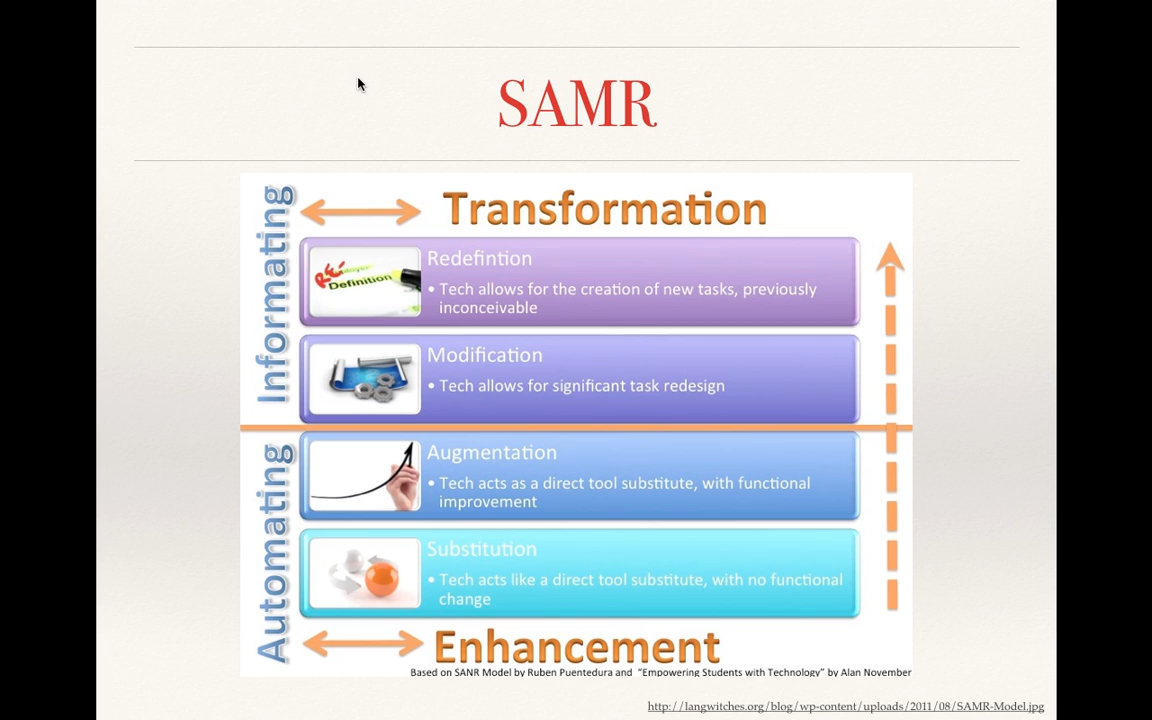 SAMR
Informating
Transformation
Redefintion
• Tech allows for the creation of new tasks, previously
inconceivable
Modification
• Tech allows for significant task redesign
Automating
Augmentation
• Tech acts as a direct tool substitute, with functional
improvement
Substitution
• Tech acts like a direct tool substitute, with no functional
change
Enhancement
Based on SANR Model by Ruben Puentedura and “Empowering Students with Technology” by Alan November
http://langwitches.org/blog/wp-content/uploads/2011/08/SAMR-Model.jpg